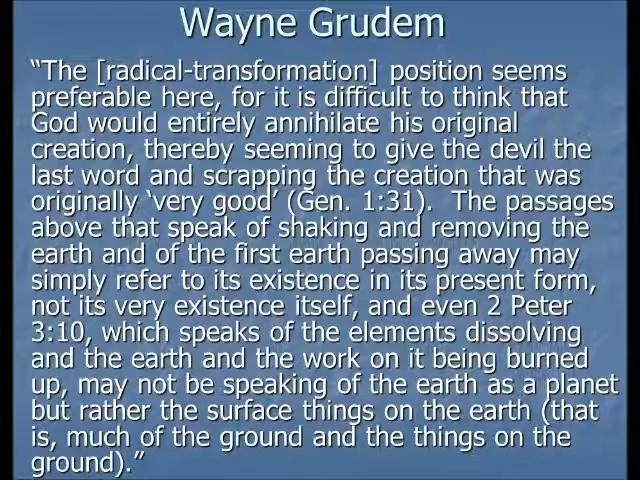 Wayne Grudem
“The [radical-transformation] position seems
preferable here, for it is difficult to think that
God would entirely annihilate his original
creation, thereby seeming to give the devil the
last word and scrapping the creation that was
originally ‘very good’ (Gen. 1:31).  The passages
above that speak of shaking and removing the
earth and of the first earth passing away may
simply refer to its existence in its present form,
not its very existence itself, and even 2 Peter
3:10, which speaks of the elements dissolving
and the earth and the work on it being burned
up, may not be speaking of the earth as a planet
but rather the surface things on the earth (that
is, much of the ground and the things on the
ground).”